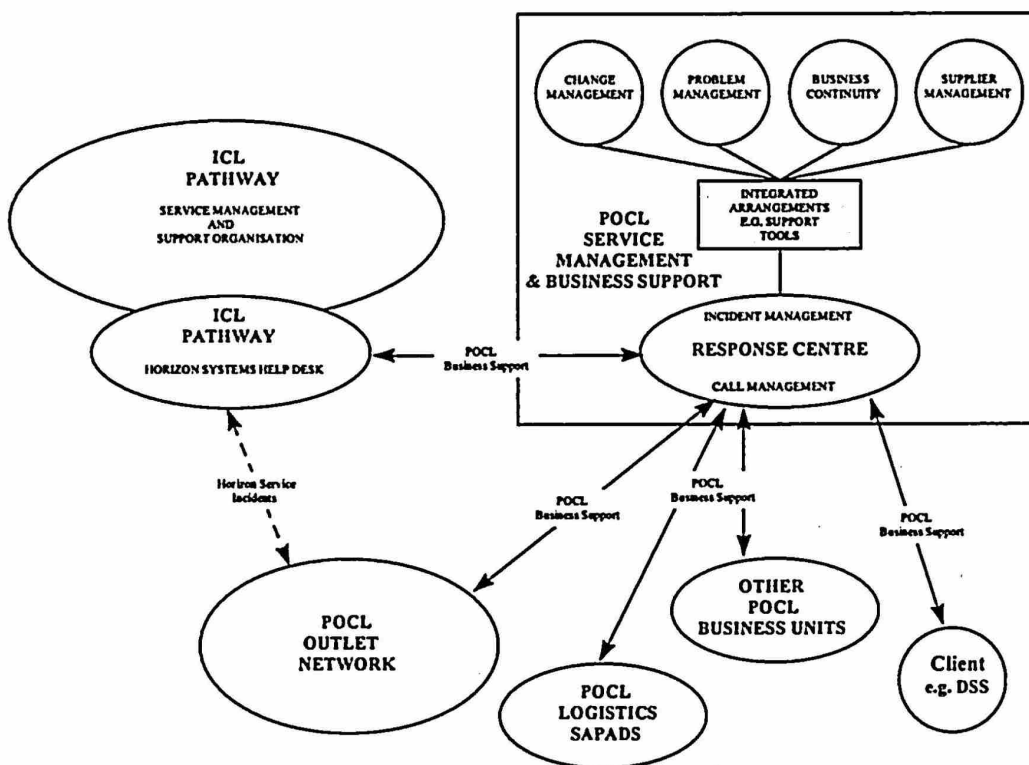 CHANGE
MANAGEMENT
PROBLEM
MANAGEMENT
BUSINESS
CONTINUITY
SUPPLIER
MANAGEMENT
ICL
PATHWAY
SERVICE MANAGEMENT
AND
SUPPORT ORGANISATION
INTEGRATED
ARRANGEMENTS
E.G. SUPPORT
TOOLS
POCL
SERVICE
MANAGEMENT
& BUSINESS SUPPORT
ICL
PATHWAY
HORIZON SYSTEMS HELP DESK
POCL
Business Support
INCIDENT MANAGEMENT
RESPONSE CENTRE
CALL MANAGEMENT
Horizon Service
Incidents
POCL
Business Support
POCL
Business Support
POCL
Business Support
POCL
OUTLET
NETWORK
OTHER
POCL
BUSINESS UNITS
Client
e.g. DSS
POCL
LOGISTICS
SAPADS